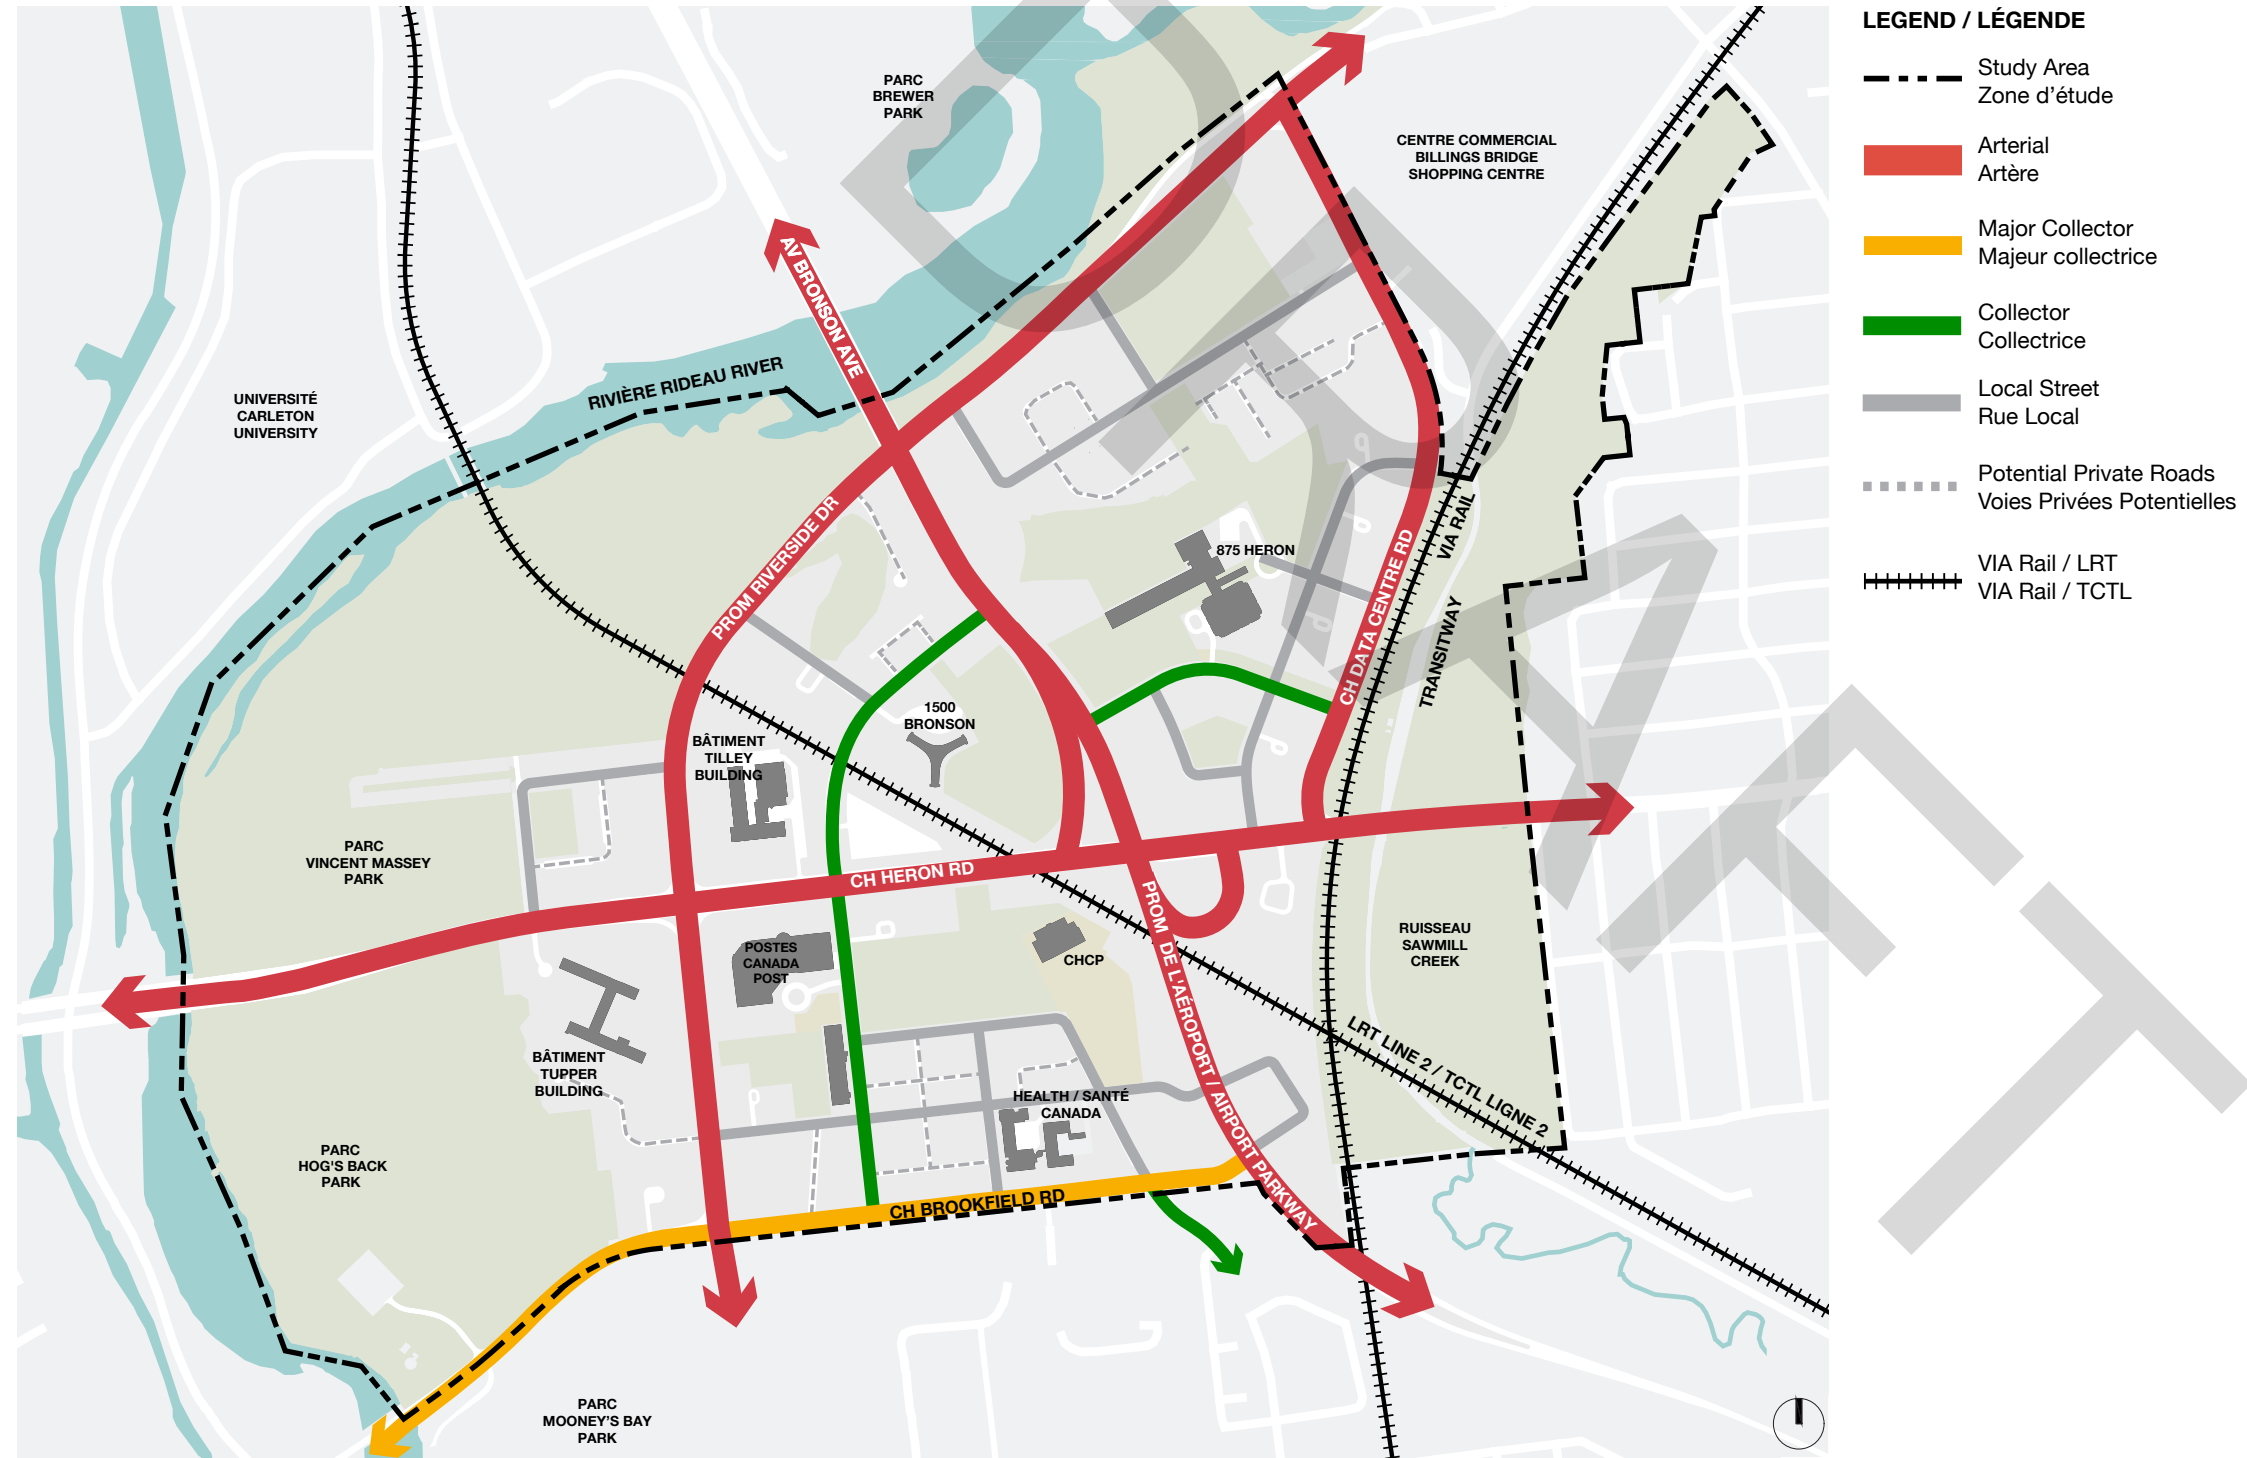 PARC
BREWER
PARK
CENTRE COMMERCIAL
BILLINGS BRIDGE
SHOPPING CENTRE
AV BRONSON AVE
RIVIÈRE RIDEAU RIVER
UNIVERSITÉ
CARLETON
UNIVERSITY
PROM RIVERSIDE DR
875 HERON
VIA RAIL
CH DATA CENTRE RD
TRANSITWAY
1500
BRONSON
BÂTIMENT
TILLEY
BUILDING
PARC
VINCENT MASSEY
PARK
CH HERON RD
PROM DE L'AÉROPORT / AIRPORT PARKWAY
POSTES
CANADA
POST
CHCP
RUISSEAU
SAWMILL
CREEK
BÂTIMENT
TUPPER
BUILDING
LRT LINE 2 / TCTL LIGNE 2
HEALTH / SANTÉ
CANADA
PARC
HOG'S BACK
PARK
CH BROOKFIELD RD
PARC
MOONEY'S BAY
PARK
DRAFT
LEGEND / LÉGENDE
Study Area
Zone d'étude
Arterial
Artère
Major Collector
Majeur collectrice
Collector
Collectrice
Local Street
Rue Local
Potential Private Roads
Voies Privées Potentielles
VIA Rail / LRT
VIA Rail / TCTL